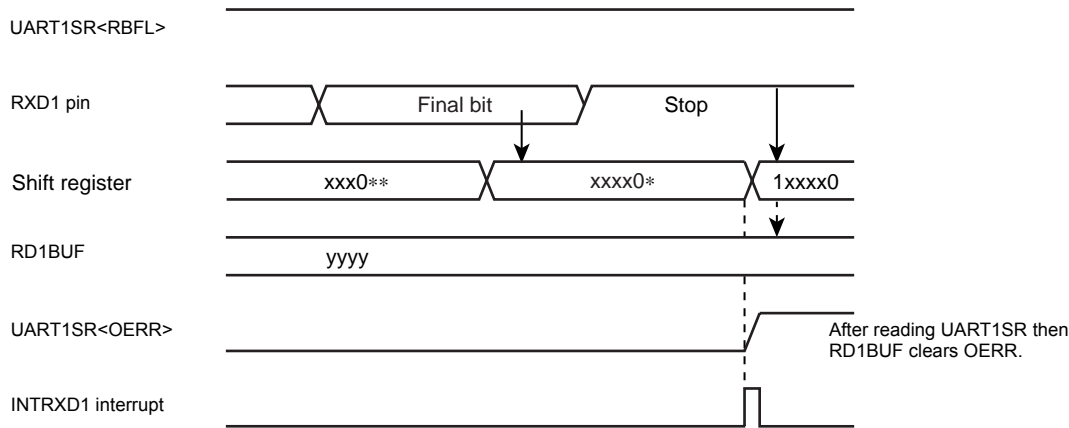 UART1SR<RBFL>
RXD1 pin
Final bit
Stop
Shift register
xxx0**
xxxx0*
1xxxx0
RD1BUF
yyyy
UART1SR<OERR>
After reading UART1SR then
RD1BUF clears OERR.
INTRXD1 interrupt